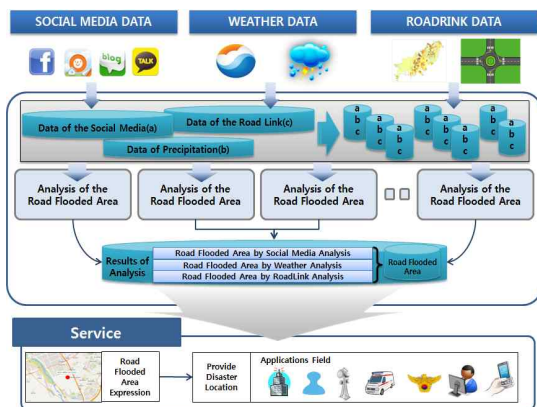 SOCIAL MEDIA DATA
WEATHER DATA
ROADRINK DATA
f
blog
TALK
Data of the Social Media(a)
Data of the Road Link(c)
Data of Precipitation(b)
a
b
c
a
b
c
a
b
c
a
b
c
a
b
c
a
b
c
a
b
c
a
b
c
a
b
c
Analysis of the
Road Flooded Area
Analysis of the
Road Flooded Area
Analysis of the
Road Flooded Area
Analysis of the
Road Flooded Area
Results of
Analysis
Road Flooded Area by Social Media Analysis
Road Flooded Area by Weather Analysis
Road Flooded Area by RoadLink Analysis
Road Flooded
Area
Service
Road
Flooded
Area
Expression
Provide
Disaster
Location
Applications Field